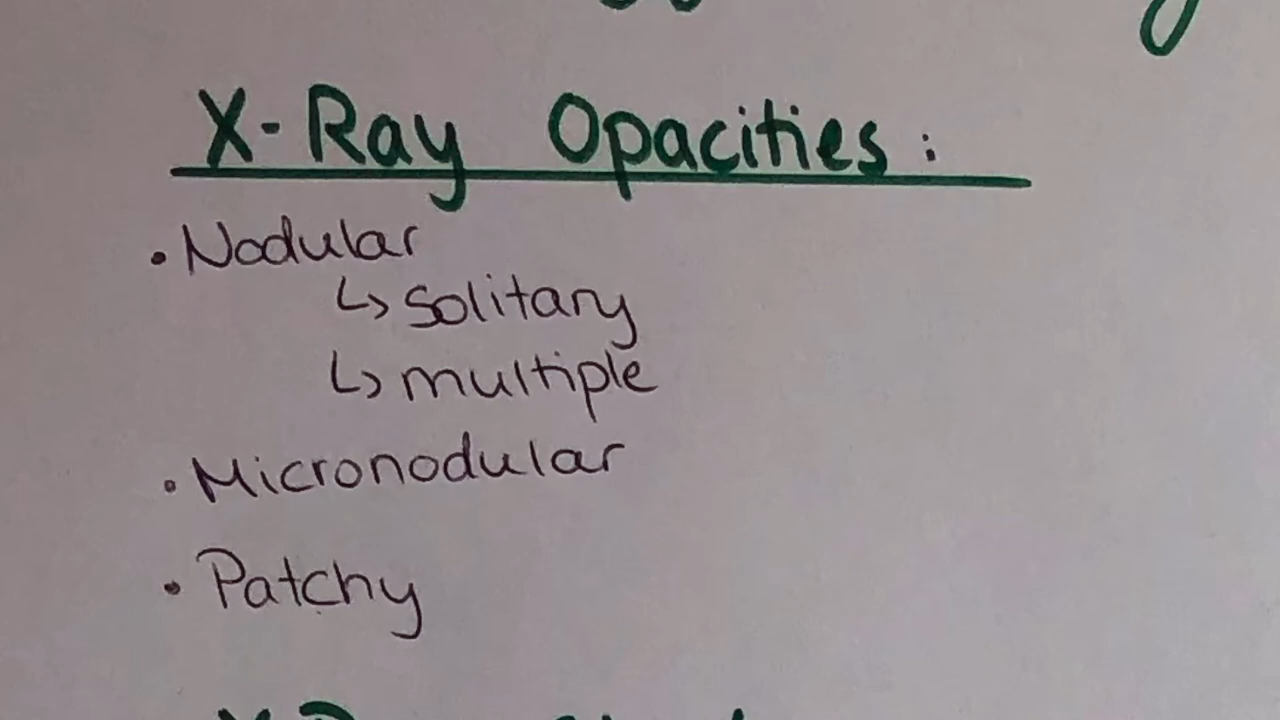 X-Ray Opacities:
• Nodular
↳ solitary
↳ multiple
• Micronodular
• Patchy